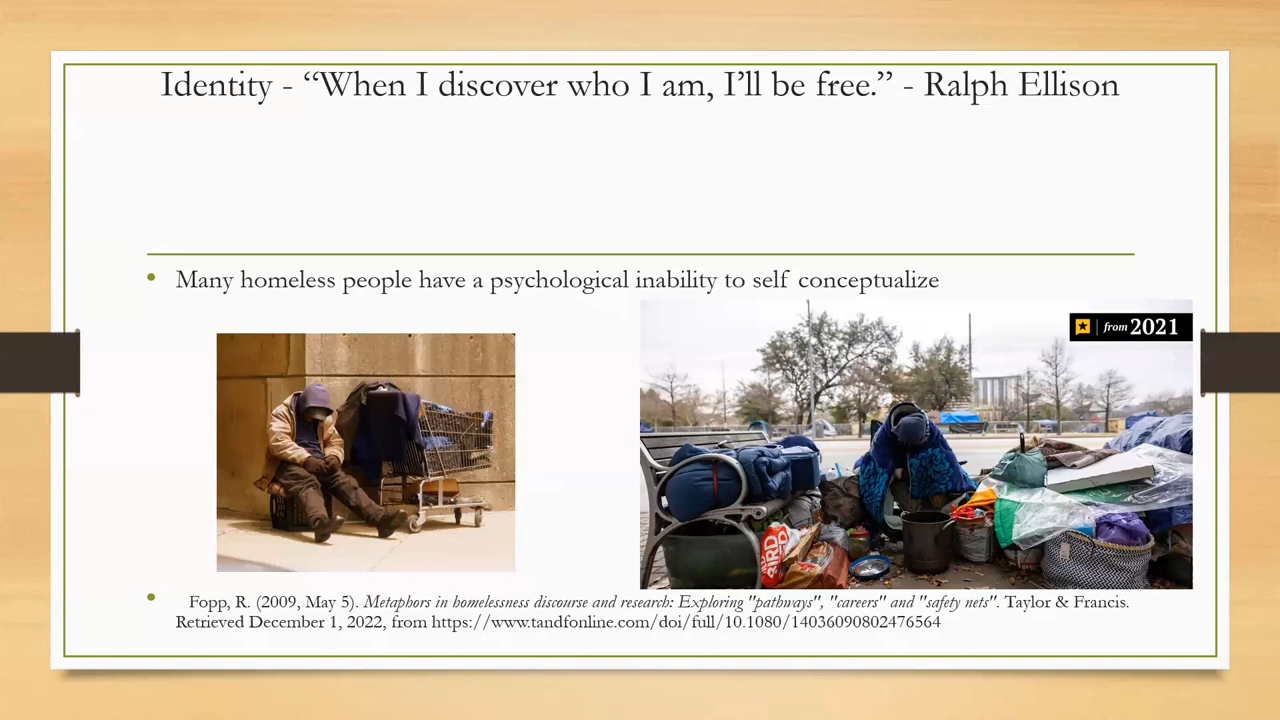 Identity - “When I discover who I am, I’ll be free.” - Ralph Ellison
• Many homeless people have a psychological inability to self conceptualize
from 2021
BIRD
• Fopp, R. (2009, May 5). Metaphors in homelessness discourse and research: Exploring "pathways", "careers" and "safety nets". Taylor & Francis.
Retrieved December 1, 2022, from https://www.tandfonline.com/doi/full/10.1080/14036090802476564